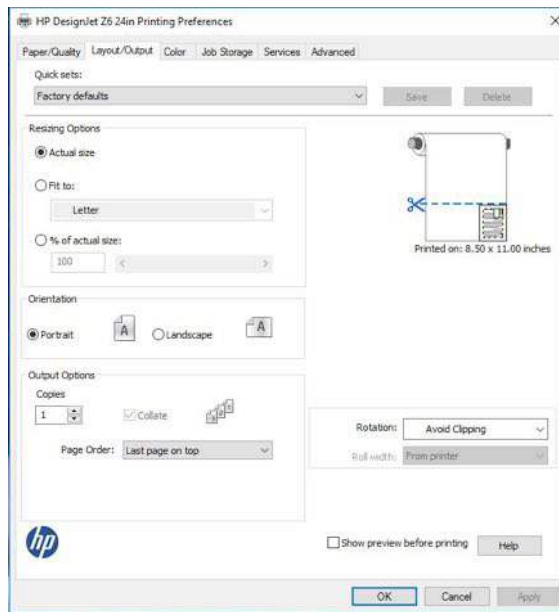 HP DesignJet Z6 24in Printing Preferences
Paper/Quality Layout/Output Color Job Storage Services Advanced
Quick sets:
Factory defaults
Save Delete
Resizing Options
Actual size
Fit to:
Letter
% of actual size:
100
Printed on: 8.50 x 11.00 inches
Orientation
Portrait
A
Landscape
A
Output Options
Copies
1
Collate
Page Order: Last page on top
Rotation: Avoid Clipping
Roll width: From printer
hp
Show preview before printing
Help
OK Cancel Apply